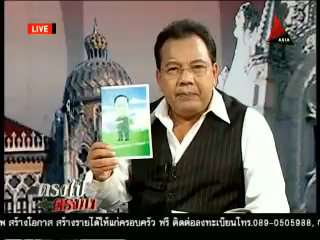 LIVE
ASIA
ตรงไป
ตรงมา
าพ สร้างโอกาส สร้างรายได้ให้แก่ครอบครัว ฟรี ติดต่อลงทะเบียนโทร.089-0505988,